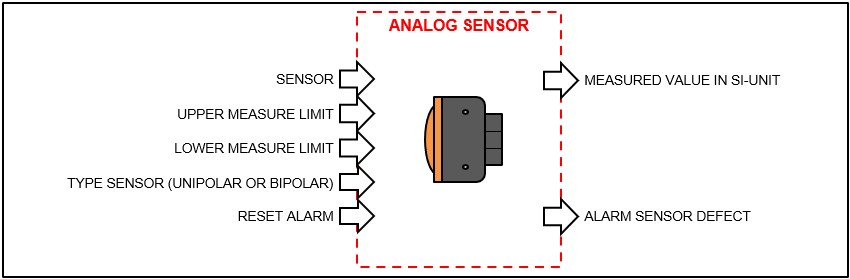 ANALOG SENSOR
SENSOR
UPPER MEASURE LIMIT
LOWER MEASURE LIMIT
TYPE SENSOR (UNIPOLAR OR BIPOLAR)
RESET ALARM
MEASURED VALUE IN SI-UNIT
ALARM SENSOR DEFECT